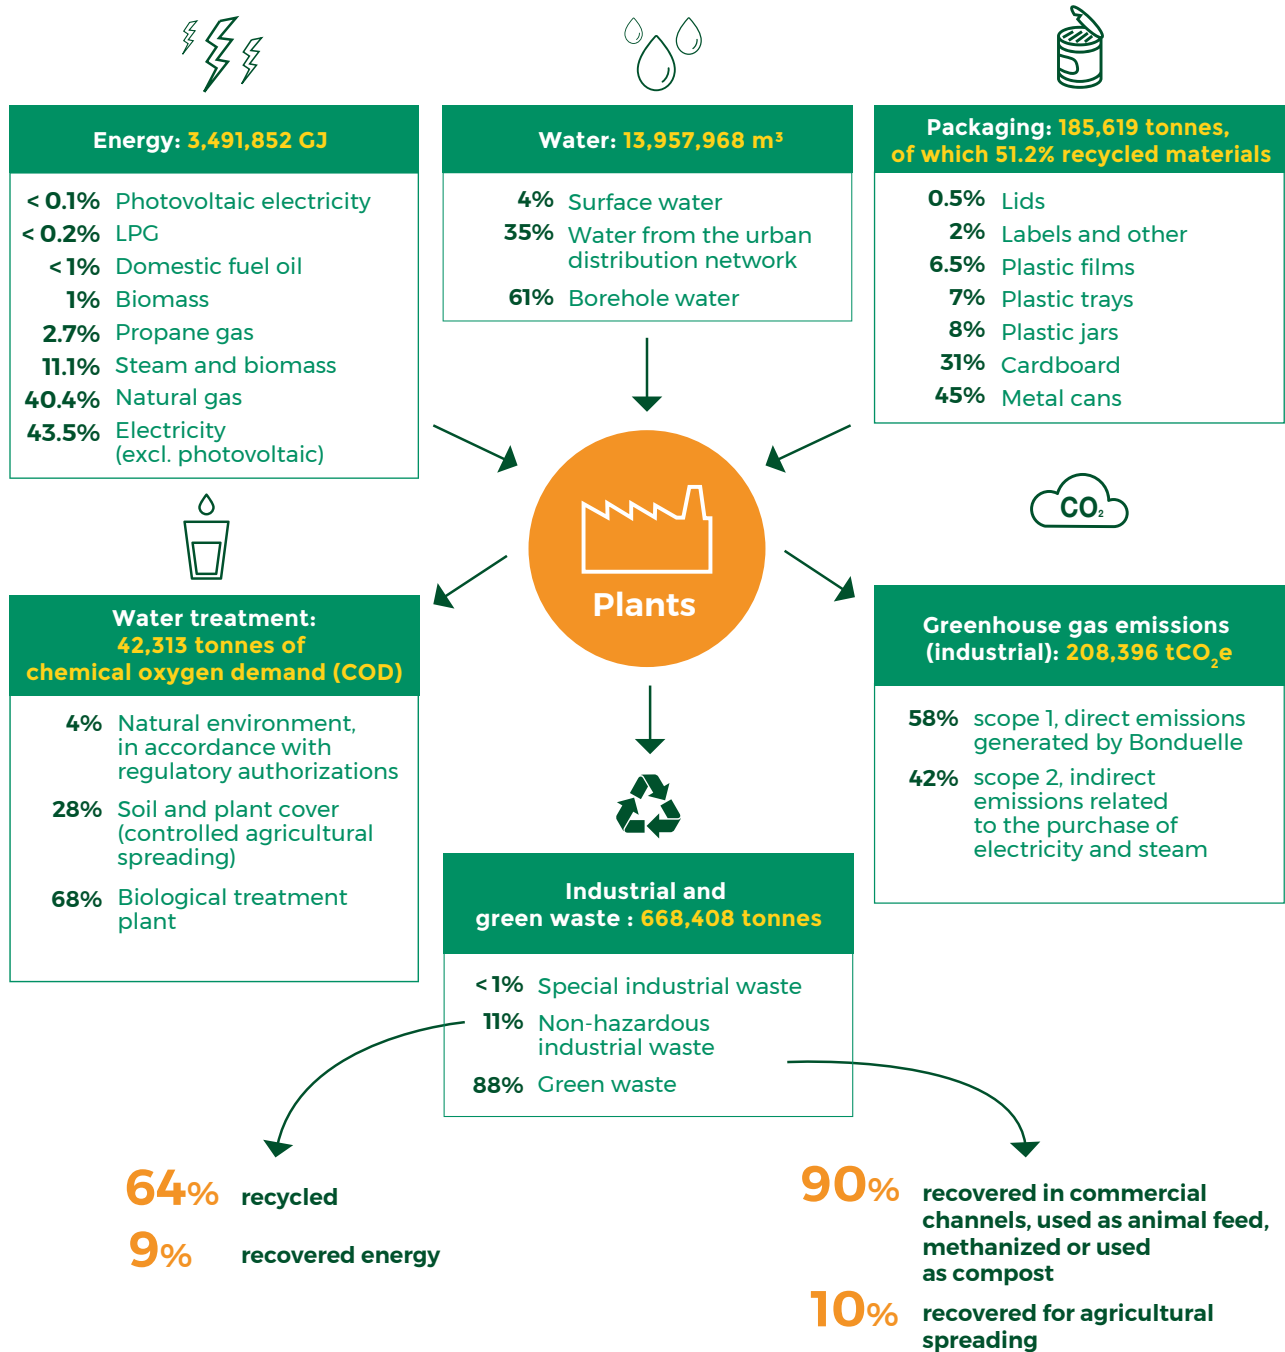 Energy: 3,491,852 GJ
< 0.1% Photovoltaic electricity
< 0.2% LPG
< 1% Domestic fuel oil
1% Biomass
2.7% Propane gas
11.1% Steam and biomass
40.4% Natural gas
43.5% Electricity
(excl. photovoltaic)
Water: 13,957,968 m³
4% Surface water
35% Water from the urban
distribution network
61% Borehole water
Packaging: 185,619 tonnes,
of which 51.2% recycled materials
0.5% Lids
2% Labels and other
6.5% Plastic films
7% Plastic trays
8% Plastic jars
31% Cardboard
45% Metal cans
Plants
CO₂
Water treatment:
42,313 tonnes of
chemical oxygen demand (COD)
4% Natural environment,
in accordance with
regulatory authorizations
28% Soil and plant cover
(controlled agricultural
spreading)
68% Biological treatment
plant
Greenhouse gas emissions
(industrial): 208,396 tCO₂e
58% scope 1, direct emissions
generated by Bonduelle
42% scope 2, indirect
emissions related
to the purchase of
electricity and steam
Industrial and
green waste : 668,408 tonnes
< 1% Special industrial waste
11% Non-hazardous
industrial waste
88% Green waste
64% recycled
9% recovered energy
90% recovered in commercial
channels, used as animal feed,
methanized or used
as compost
10% recovered for agricultural
spreading